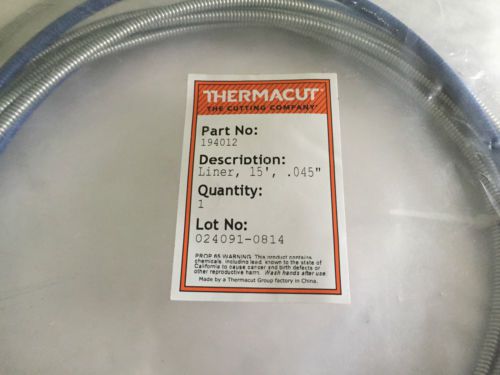 THERMACUT
THE CUTTING COMPANY
Part No:
194012
Description:
Liner, 15', .045"
Quantity:
1
Lot No:
024091-0814
PROP 65 WARNING: This product contains
chemicals, including lead, known to the state of
California to cause cancer and birth defects or
other reproductive harm. Wash hands after use.
Made by a Thermacut Group factory in China.